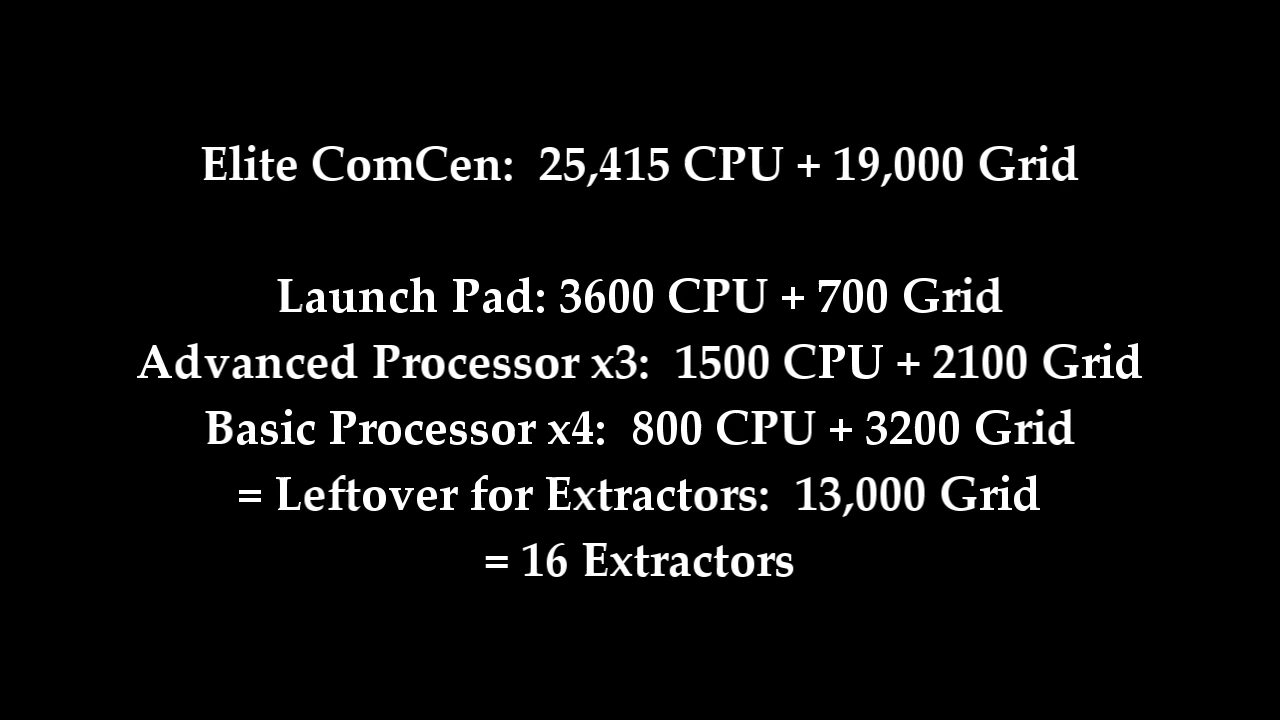 Elite ComCen:  25,415 CPU + 19,000 Grid
Launch Pad: 3600 CPU + 700 Grid
Advanced Processor x3:  1500 CPU + 2100 Grid
Basic Processor x4:  800 CPU + 3200 Grid
= Leftover for Extractors:  13,000 Grid
= 16 Extractors